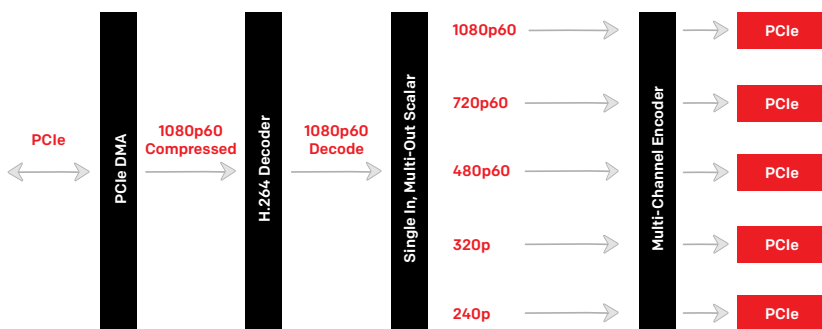 PCIe
PCIe DMA
1080p60
Compressed
H.264 Decoder
1080p60
Decode
Single In, Multi-Out Scalar
1080p60
720p60
480p60
320p
240p
Multi-Channel Encoder
PCIe
PCIe
PCIe
PCIe
PCIe